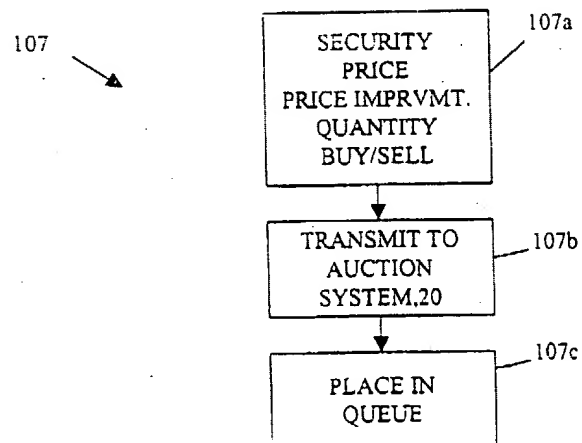 107
107a
SECURITY
PRICE
PRICE IMPRVMT.
QUANTITY
BUY/SELL
107b
TRANSMIT TO
AUCTION
SYSTEM,20
107c
PLACE IN
QUEUE